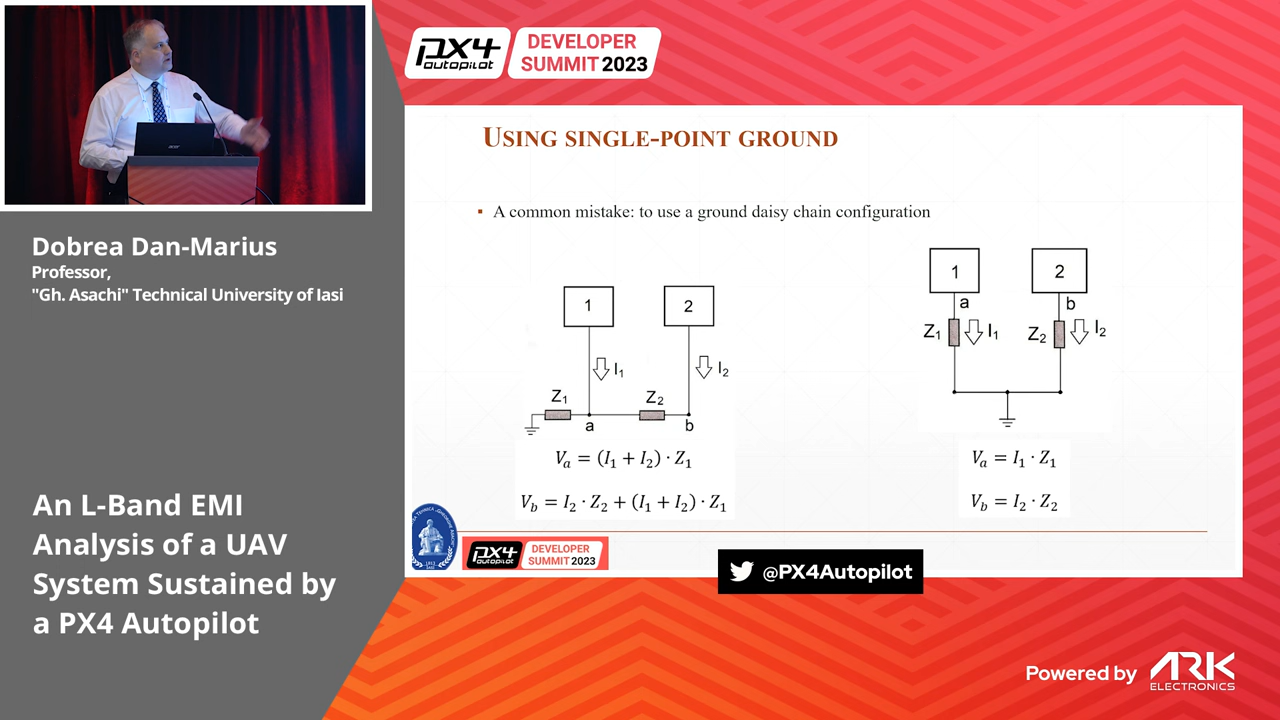 PX4 autopilot
DEVELOPER
SUMMIT 2023
Dobrea Dan-Marius
Professor,
"Gh. Asachi" Technical University of Iasi
An L-Band EMI
Analysis of a UAV
System Sustained by
a PX4 Autopilot
USING SINGLE-POINT GROUND
▪ A common mistake: to use a ground daisy chain configuration
1
2
I₁
I₂
Z₁
Z₂
a
b
Vₐ = (I₁ + I₂) · Z₁
V_b = I₂ · Z₂ + (I₁ + I₂) · Z₁
1
2
a
b
Z₁
I₁
Z₂
I₂
Vₐ = I₁ · Z₁
V_b = I₂ · Z₂
PX4 autopilot
DEVELOPER
SUMMIT 2023
@PX4Autopilot
Powered by
ARK
ELECTRONICS